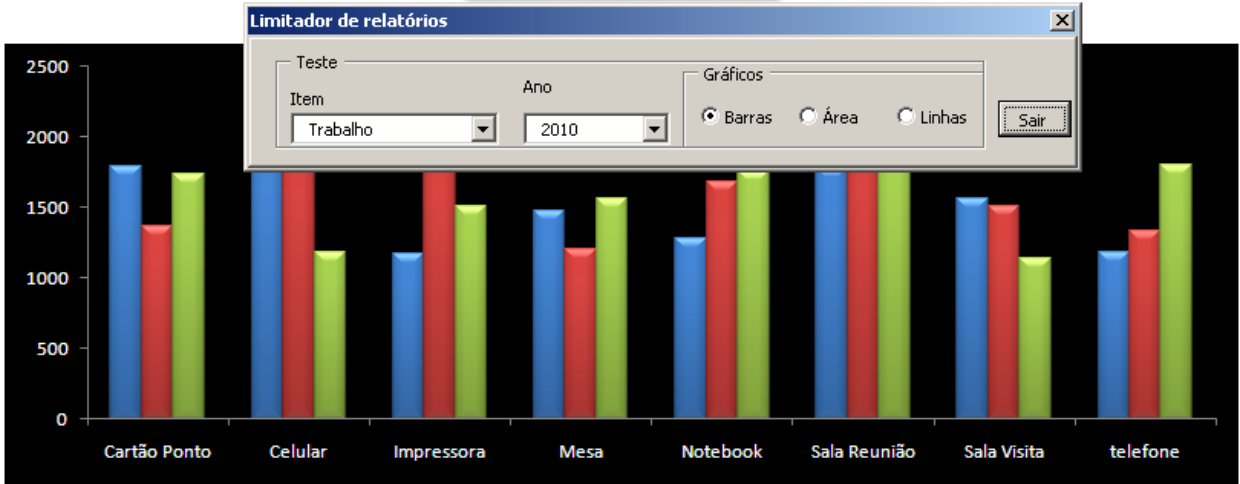 Limitador de relatórios
Teste
Item
Ano
Trabalho
2010
Gráficos
Barras Área Linhas
Sair
2500
2000
1500
1000
500
0
Cartão Ponto Celular Impressora Mesa Notebook Sala Reunião Sala Visita telefone